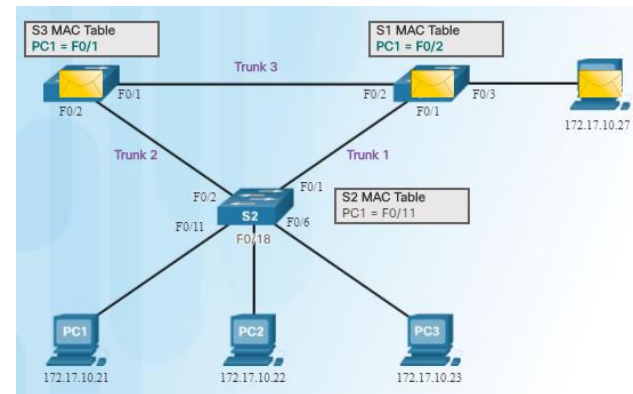 S3 MAC Table
PC1 = F0/1
S1 MAC Table
PC1 = F0/2
Trunk 3
F0/1
F0/2
F0/3
F0/2
F0/1
172.17.10.27
Trunk 2
Trunk 1
F0/1
F0/2
S2 MAC Table
PC1 = F0/11
S2
F0/11
F0/6
F0/18
PC1
PC2
PC3
172.17.10.21
172.17.10.22
172.17.10.23